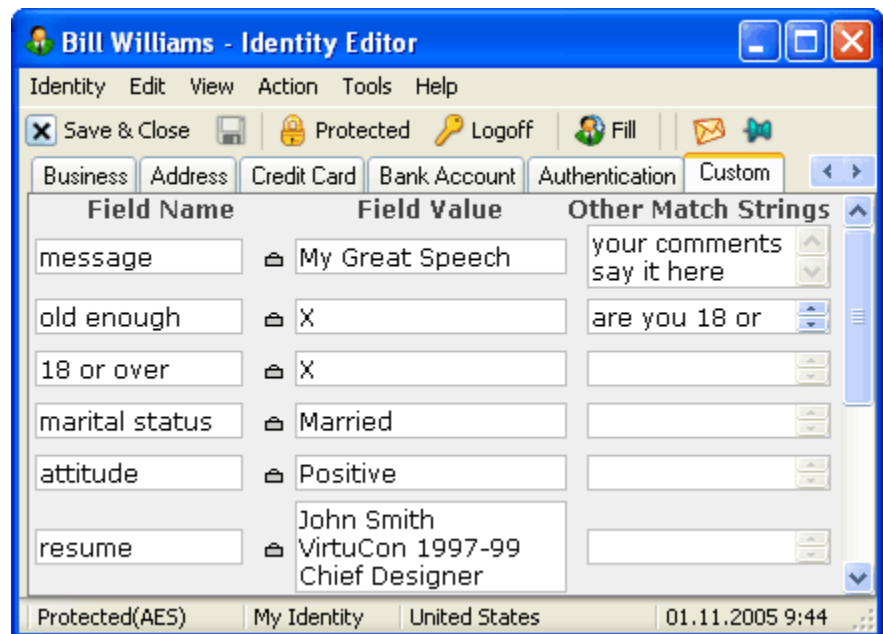 Bill Williams - Identity Editor
Identity Edit View Action Tools Help
Save & Close Protected Logoff Fill
Business Address Credit Card Bank Account Authentication Custom
Field Name Field Value Other Match Strings
message My Great Speech your comments
say it here
old enough X are you 18 or
18 or over X
marital status Married
attitude Positive
resume John Smith
VirtuCon 1997-99
Chief Designer
Protected(AES) My Identity United States 01.11.2005 9:44